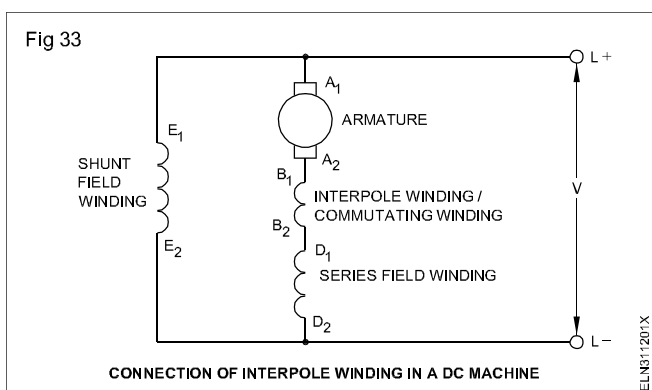 Fig 33
L +
A1
ARMATURE
E1
SHUNT
FIELD
WINDING
A2
B1
V
INTERPOLE WINDING /
COMMUTATING WINDING
B2
E2
D1
SERIES FIELD WINDING
D2
L –
CONNECTION OF INTERPOLE WINDING IN A DC MACHINE
ELN311201X